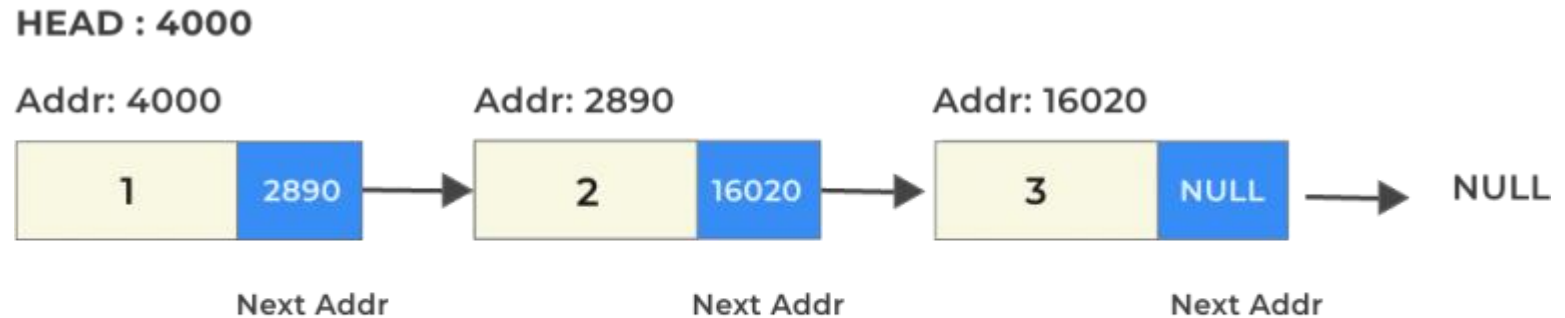 HEAD : 4000
Addr: 4000 Addr: 2890 Addr: 16020
1 2890 2 16020 3 NULL NULL
Next Addr Next Addr Next Addr